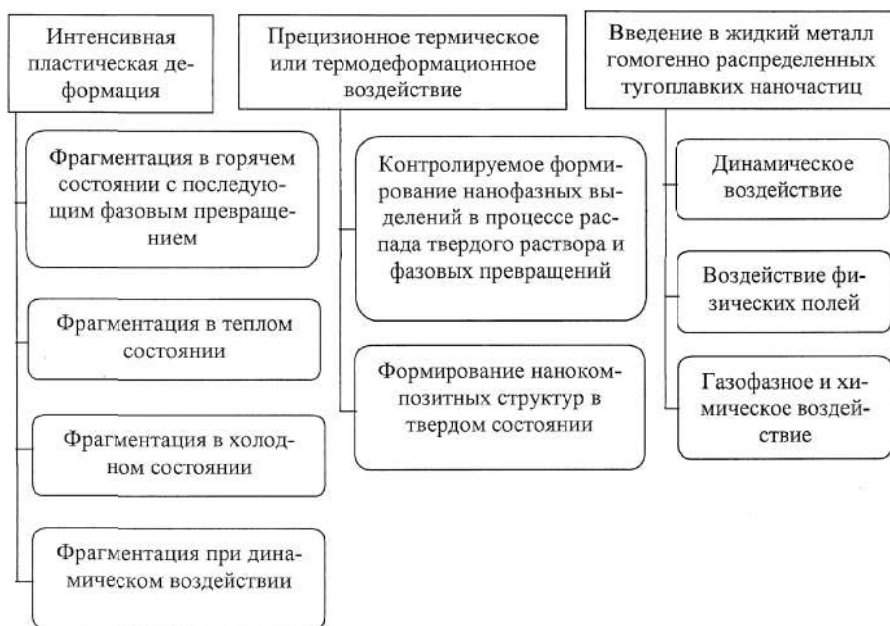 Интенсивная
пластическая де-
формация
Фрагментация в горячем
состоянии с последую-
щим фазовым превраще-
нием
Фрагментация в теплом
состоянии
Фрагментация в холод-
ном состоянии
Фрагментация при дина-
мическом воздействии
Прецизионное термическое
или термодеформационное
воздействие
Контролируемое форми-
рование нанофазных вы-
делений в процессе рас-
пада твердого раствора и
фазовых превращений
Формирование наноком-
позитных структур в
твердом состоянии
Введение в жидкий металл
гомогенно распределенных
тугоплавких наночастиц
Динамическое
воздействие
Воздействие фи-
зических полей
Газофазное и хи-
мическое воздей-
ствие